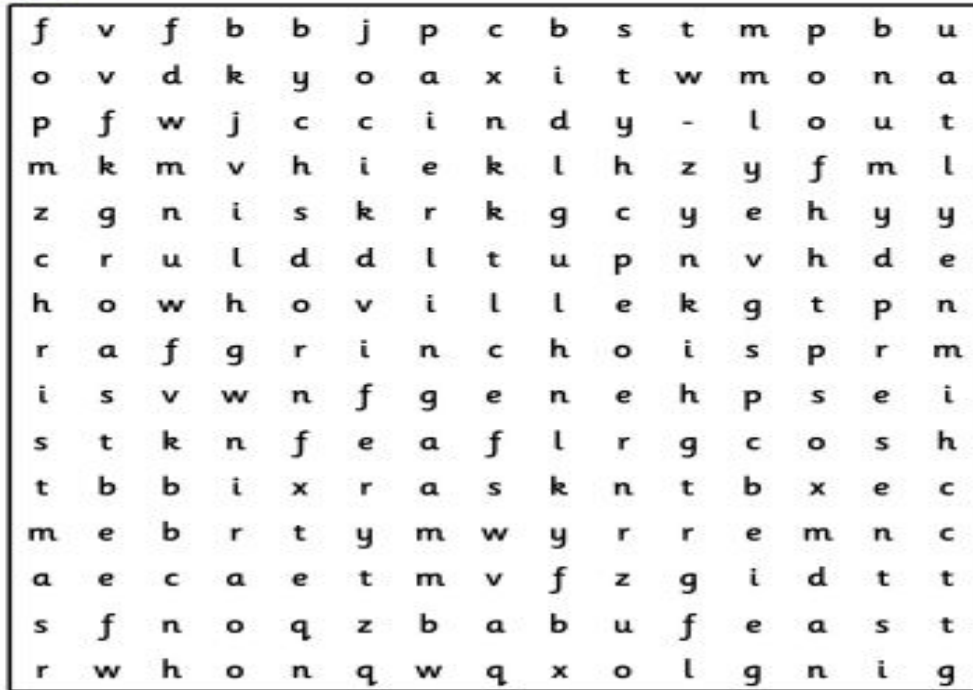 f v f b b j p c b s t m p b u
o v d k y o a x i t w m o n a
p f w j c c i n d y - l o u t
m k m v h i e k l h z y f m l
z g n i s k r k g c y e h y y
c r u l d d l t u p n v h d e
h o w h o v i l l e k g t p n
r a f g r i n c h o i s p r m
i s v w n f g e n e h p s e i
s t k n f e a f l r g c o s h
t b b i x r a s k n t b x e c
m e b r t y m w y r r e m n c
a e c a e t m v f z g i d t t
s f n o q z b a b u f e a s t
r w h o n q w q x o l g n i g